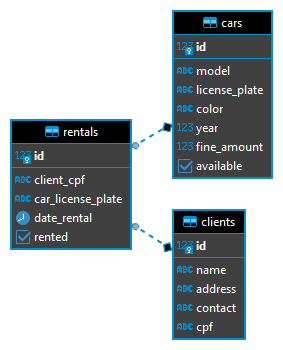 cars
123 id
ABC model
ABC license_plate
ABC color
123 year
123 fine_amount
available
rentals
123 id
ABC client_cpf
ABC car_license_plate
date_rental
rented
clients
123 id
ABC name
ABC address
ABC contact
ABC cpf